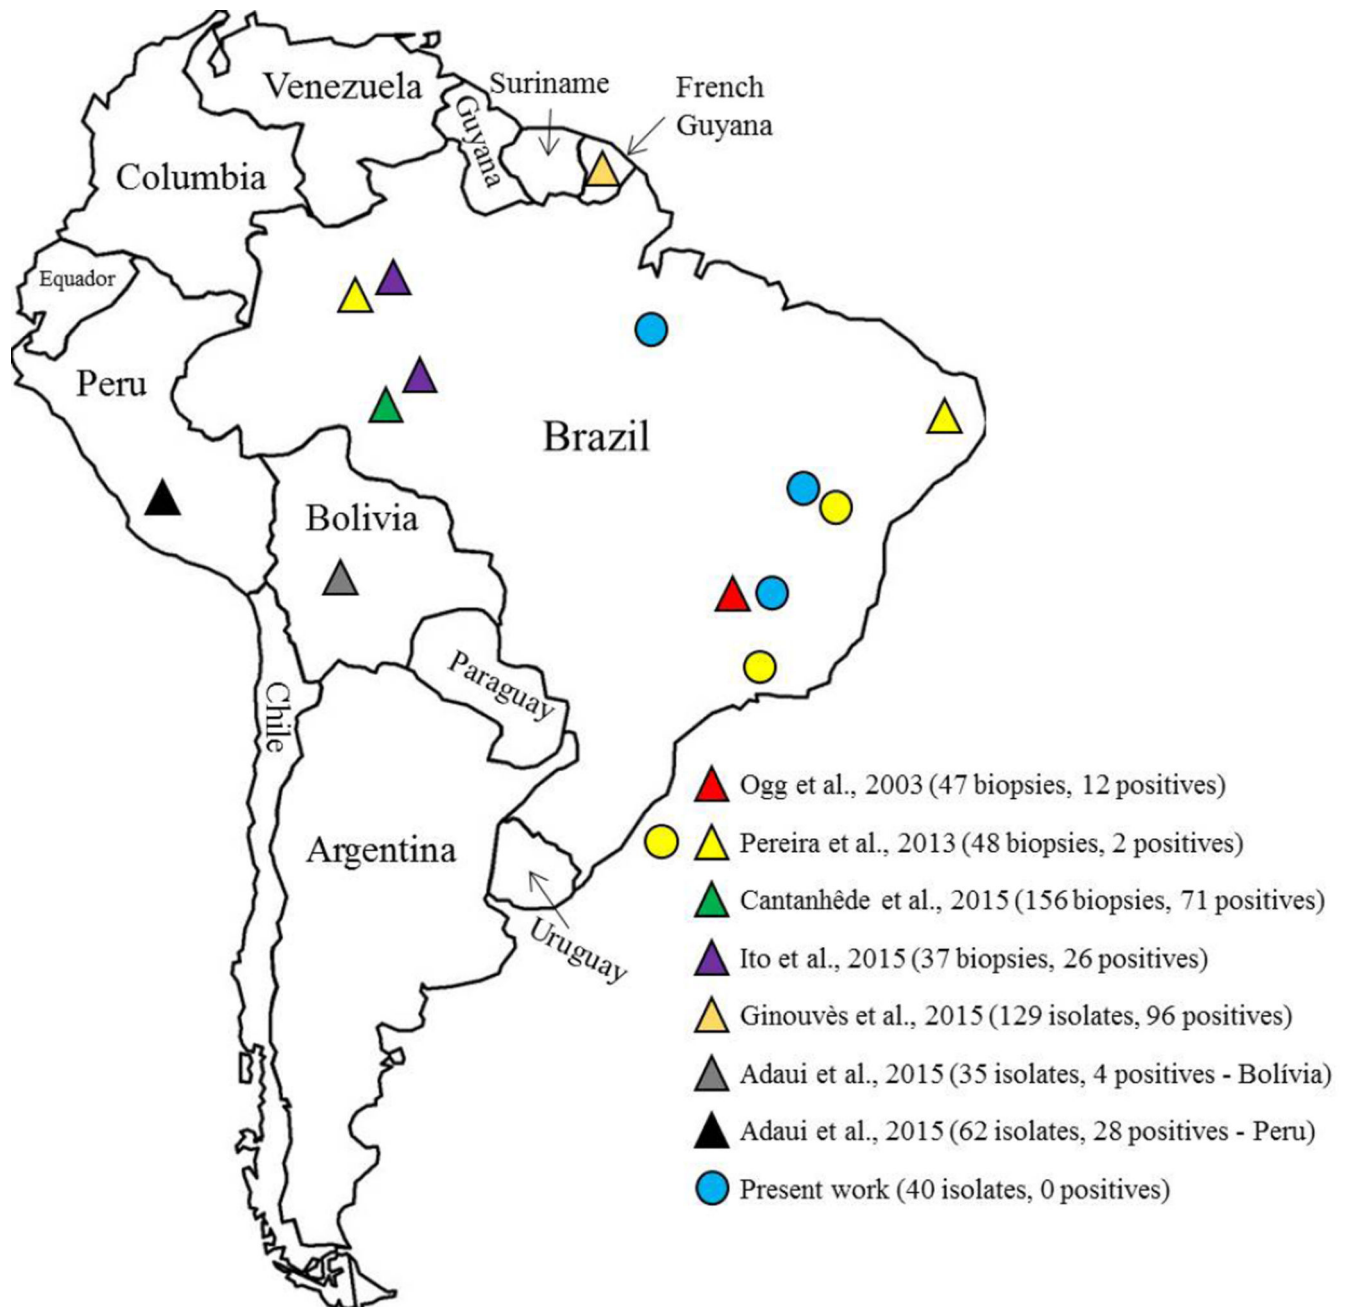 Venezuela
Suriname
French
Guyana
Guyana
Columbia
Equador
Peru
Brazil
Bolivia
Paraguay
Chile
Argentina
Uruguay
Ogg et al., 2003 (47 biopsies, 12 positives)
Pereira et al., 2013 (48 biopsies, 2 positives)
Cantanhêde et al., 2015 (156 biopsies, 71 positives)
Ito et al., 2015 (37 biopsies, 26 positives)
Ginouvès et al., 2015 (129 isolates, 96 positives)
Adaui et al., 2015 (35 isolates, 4 positives - Bolívia)
Adaui et al., 2015 (62 isolates, 28 positives - Peru)
Present work (40 isolates, 0 positives)